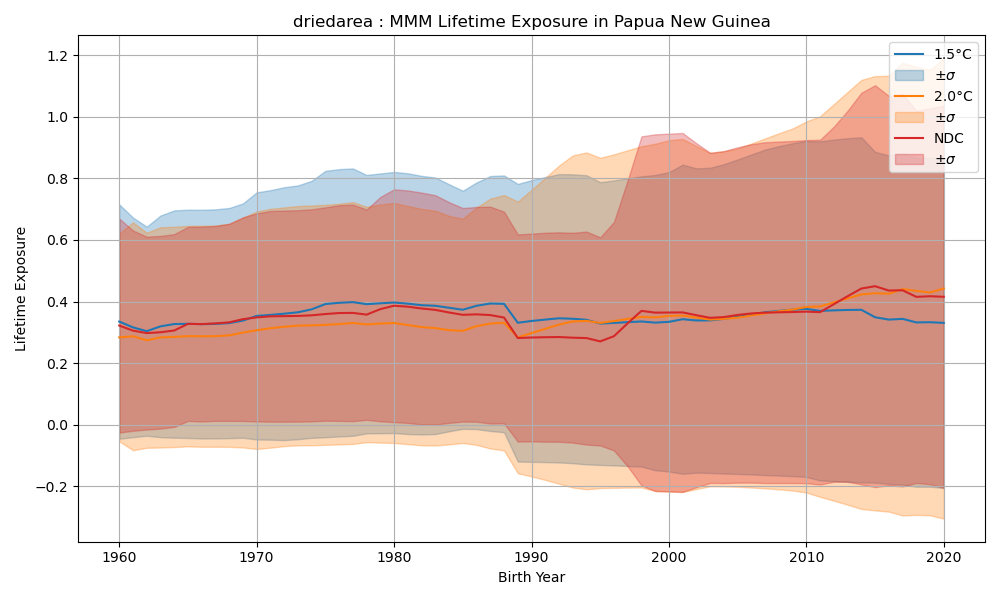 driedarea : MMM Lifetime Exposure in Papua New Guinea
1.2
1.0
0.8
0.6
0.4
0.2
0.0
−0.2
Lifetime Exposure
1960
1970
1980
1990
2000
2010
2020
Birth Year
1.5°C
±σ
2.0°C
±σ
NDC
±σ